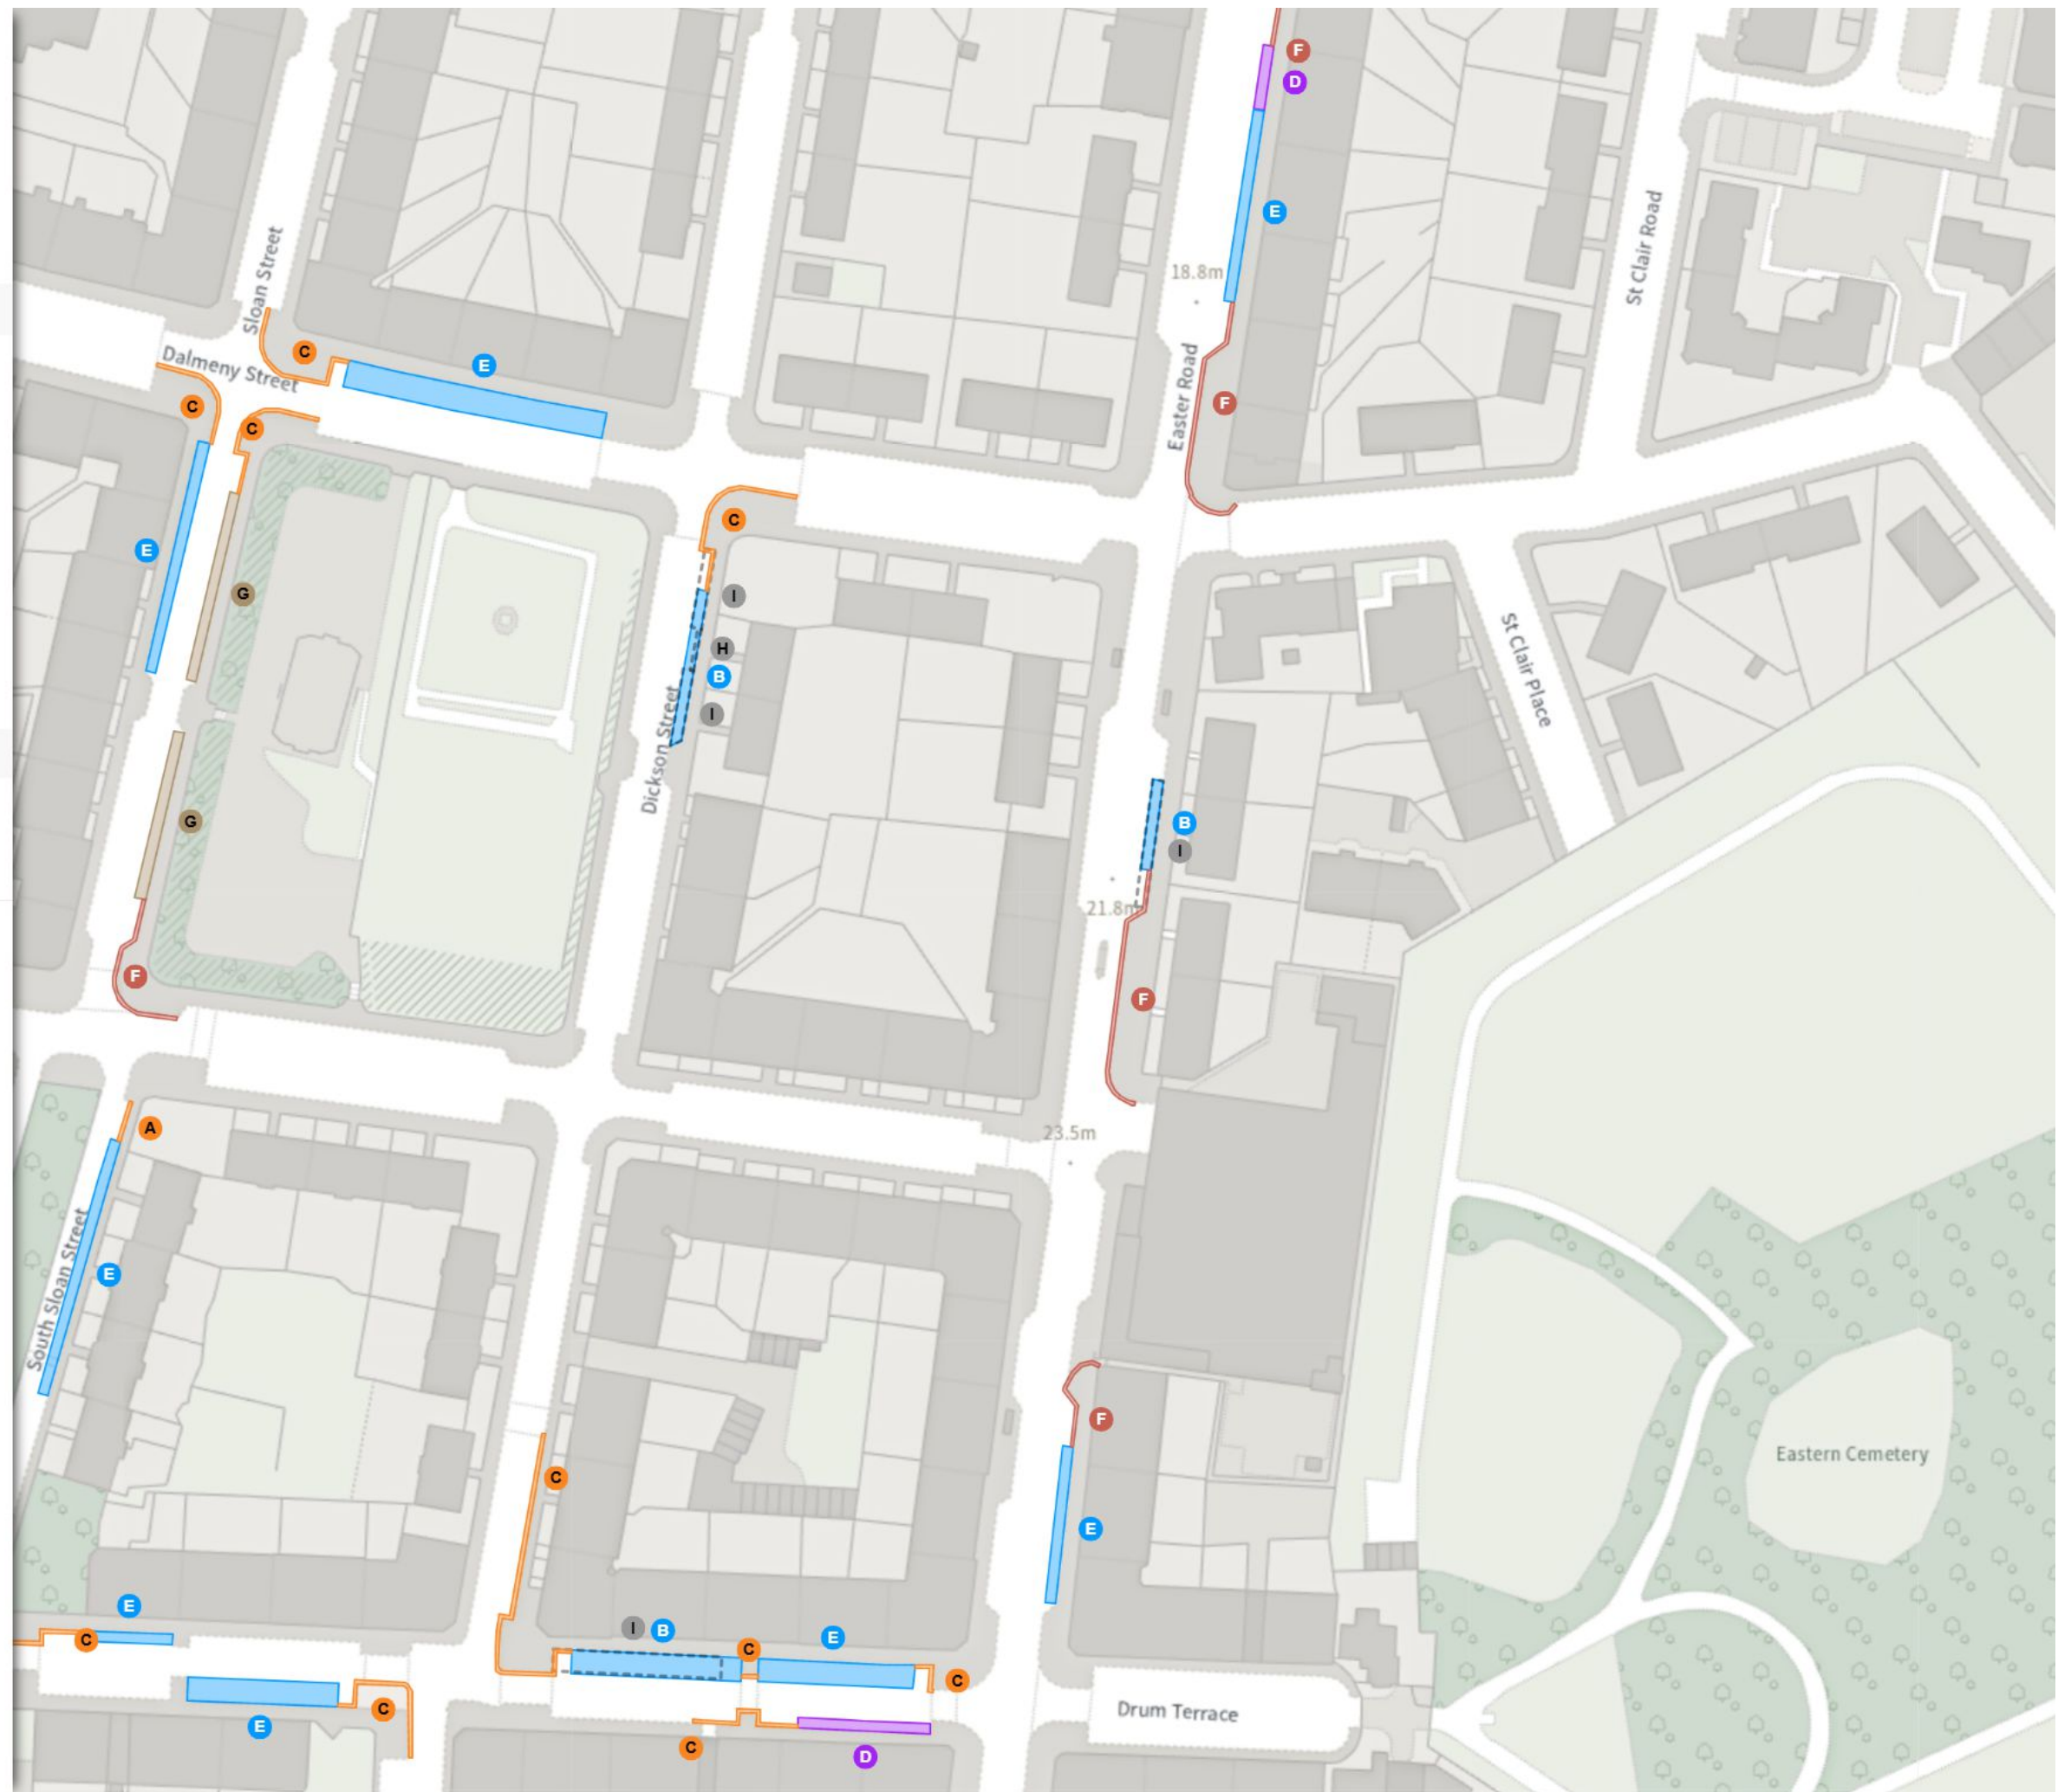 F
D
E
18.8m
St Clair Road
Sloan Street
C
E
Dalmeny Street
C
C
Easter Road
F
C
E
G
I
H
B
I
Dickson Street
St Clair Place
G
B
I
21.8m
F
F
A
23.5m
E
South Sloan Street
F
C
Eastern Cemetery
E
E
C
I
B
C
E
C
C
E
C
D
Drum Terrace